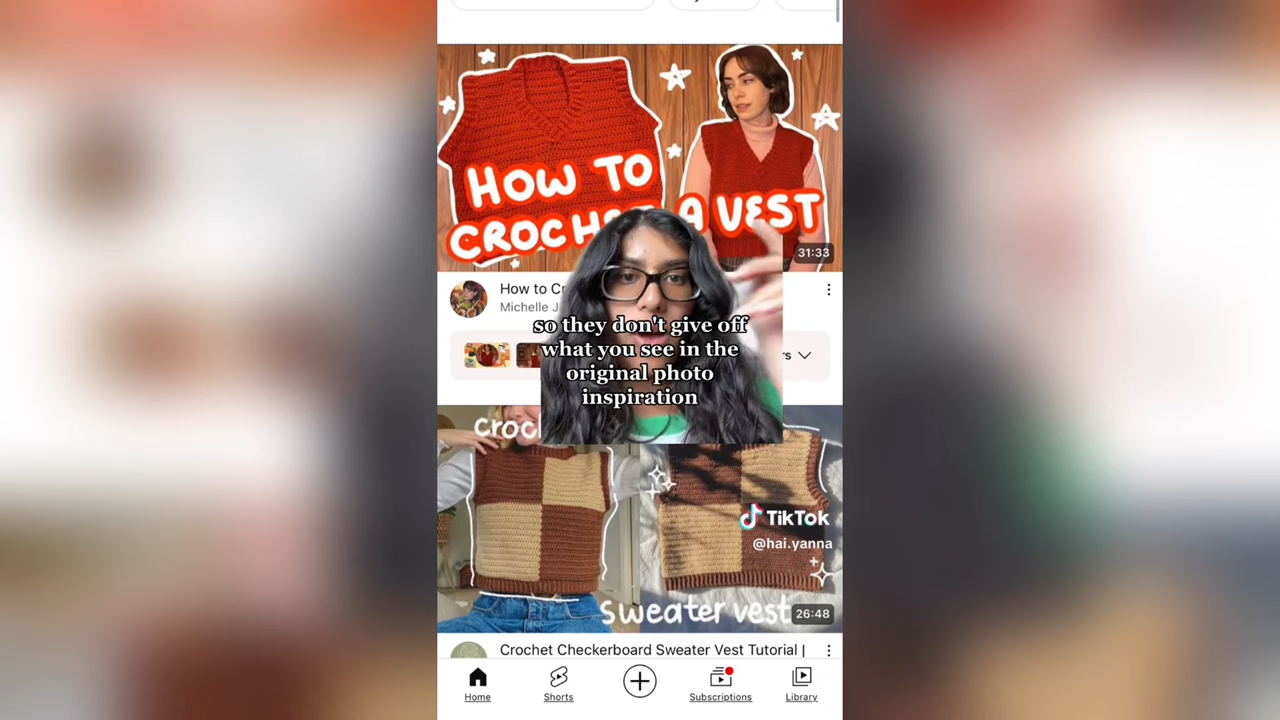 HOW TO
CROCHET A VEST
31:33
How to Cr
Michelle J
so they don't give off
what you see in the
original photo
inspiration
rs
croc
TikTok
@hai.yanna
sweater vest
26:48
Crochet Checkerboard Sweater Vest Tutorial |
Home
Shorts
Subscriptions
Library